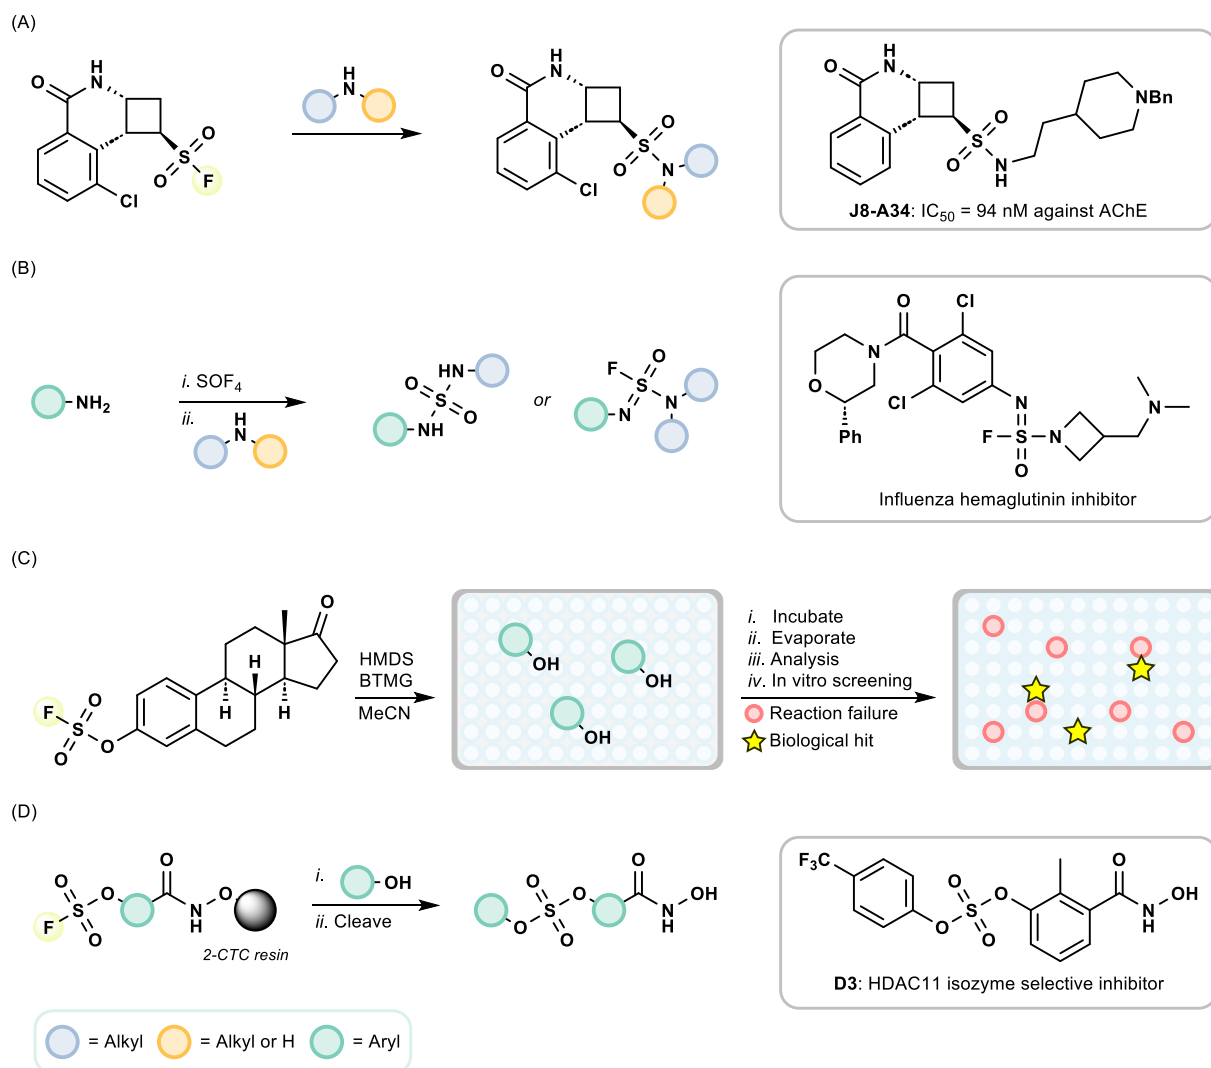 (A)
O
H
N
O
S
O
F
Cl
H
N
O
H
N
O
S
O
N
Cl
O
H
N
O
S
O
N
H
N
Bn
J8-A34: IC50 = 94 nM against AChE
(B)
NH2
i. SOF4
ii.
H
N
HN
O
S
O
NH
or
F
O
S
N
N
O
Cl
N
O
Cl
Ph
N
F
S
N
O
N
Influenza hemaglutinin inhibitor
(C)
F
O
S
O
O
H
H
H
O
HMDS
BTMG
MeCN
OH
OH
OH
i. Incubate
ii. Evaporate
iii. Analysis
iv. In vitro screening
Reaction failure
Biological hit
(D)
F
O
S
O
O
O
N
H
O
2-CTC resin
i.
OH
ii. Cleave
O
O
S
O
O
O
N
H
OH
F3C
O
O
S
O
O
O
N
H
OH
D3: HDAC11 isozyme selective inhibitor
= Alkyl
= Alkyl or H
= Aryl